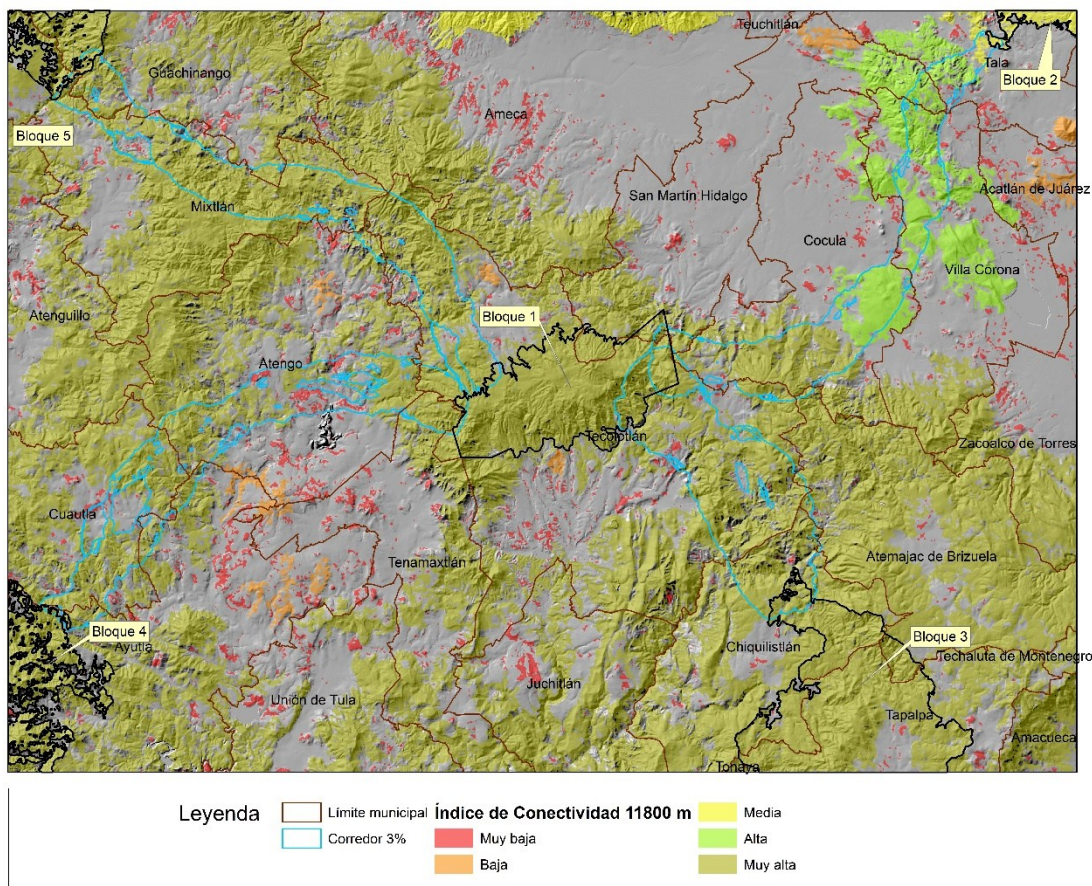 Teuchitlán
Tala
Bloque 2
Guachinango
Ameca
Bloque 5
Acatlán de Juárez
San Martín Hidalgo
Mixtlán
Cocula
Villa Corona
Atenguillo
Bloque 1
Atengo
Tecolotlán
Zacoalco de Torres
Cuautla
Tenamaxtlán
Atemajac de Brizuela
Bloque 4
Ayutla
Bloque 3
Chiquilistlán
Techaluta de Montenegro
Juchitlán
Unión de Tula
Tapalpa
Amacueca
Leyenda
Límite municipal
Corredor 3%
Índice de Conectividad 11800 m
Muy baja
Baja
Media
Alta
Muy alta